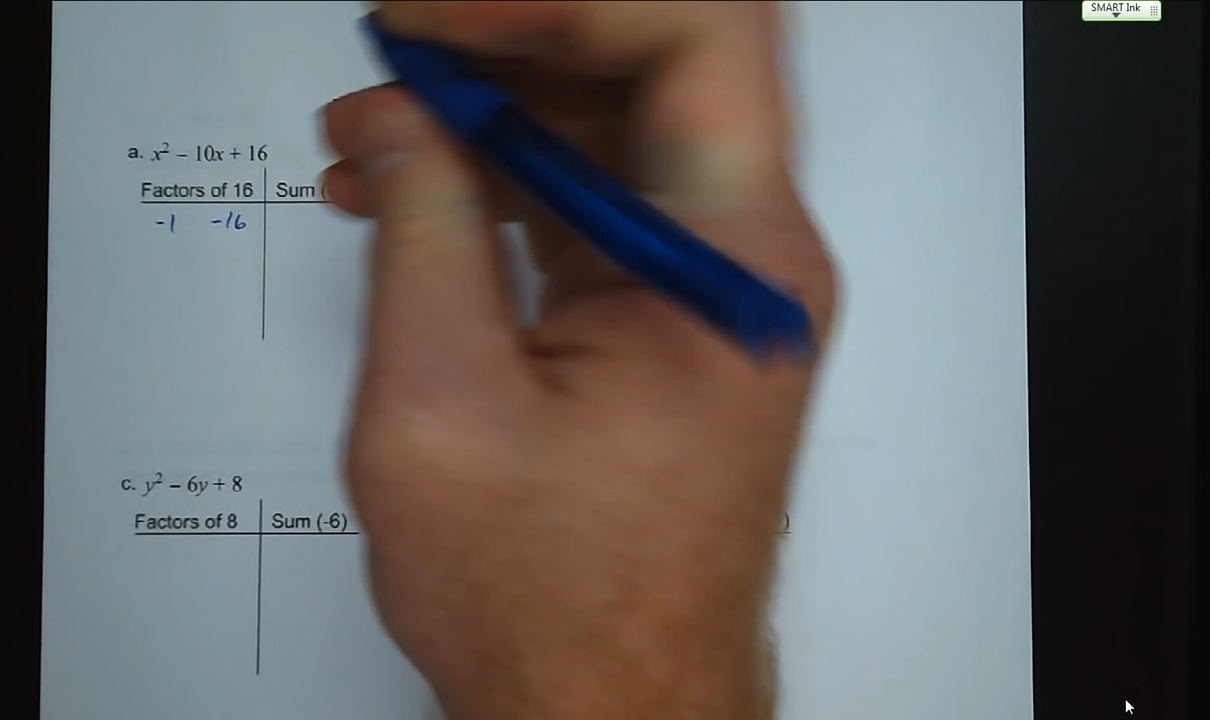 SMART Ink
a. x² – 10x + 16
Factors of 16 Sum (
-1 -16
c. y² – 6y + 8
Factors of 8 Sum (-6) )